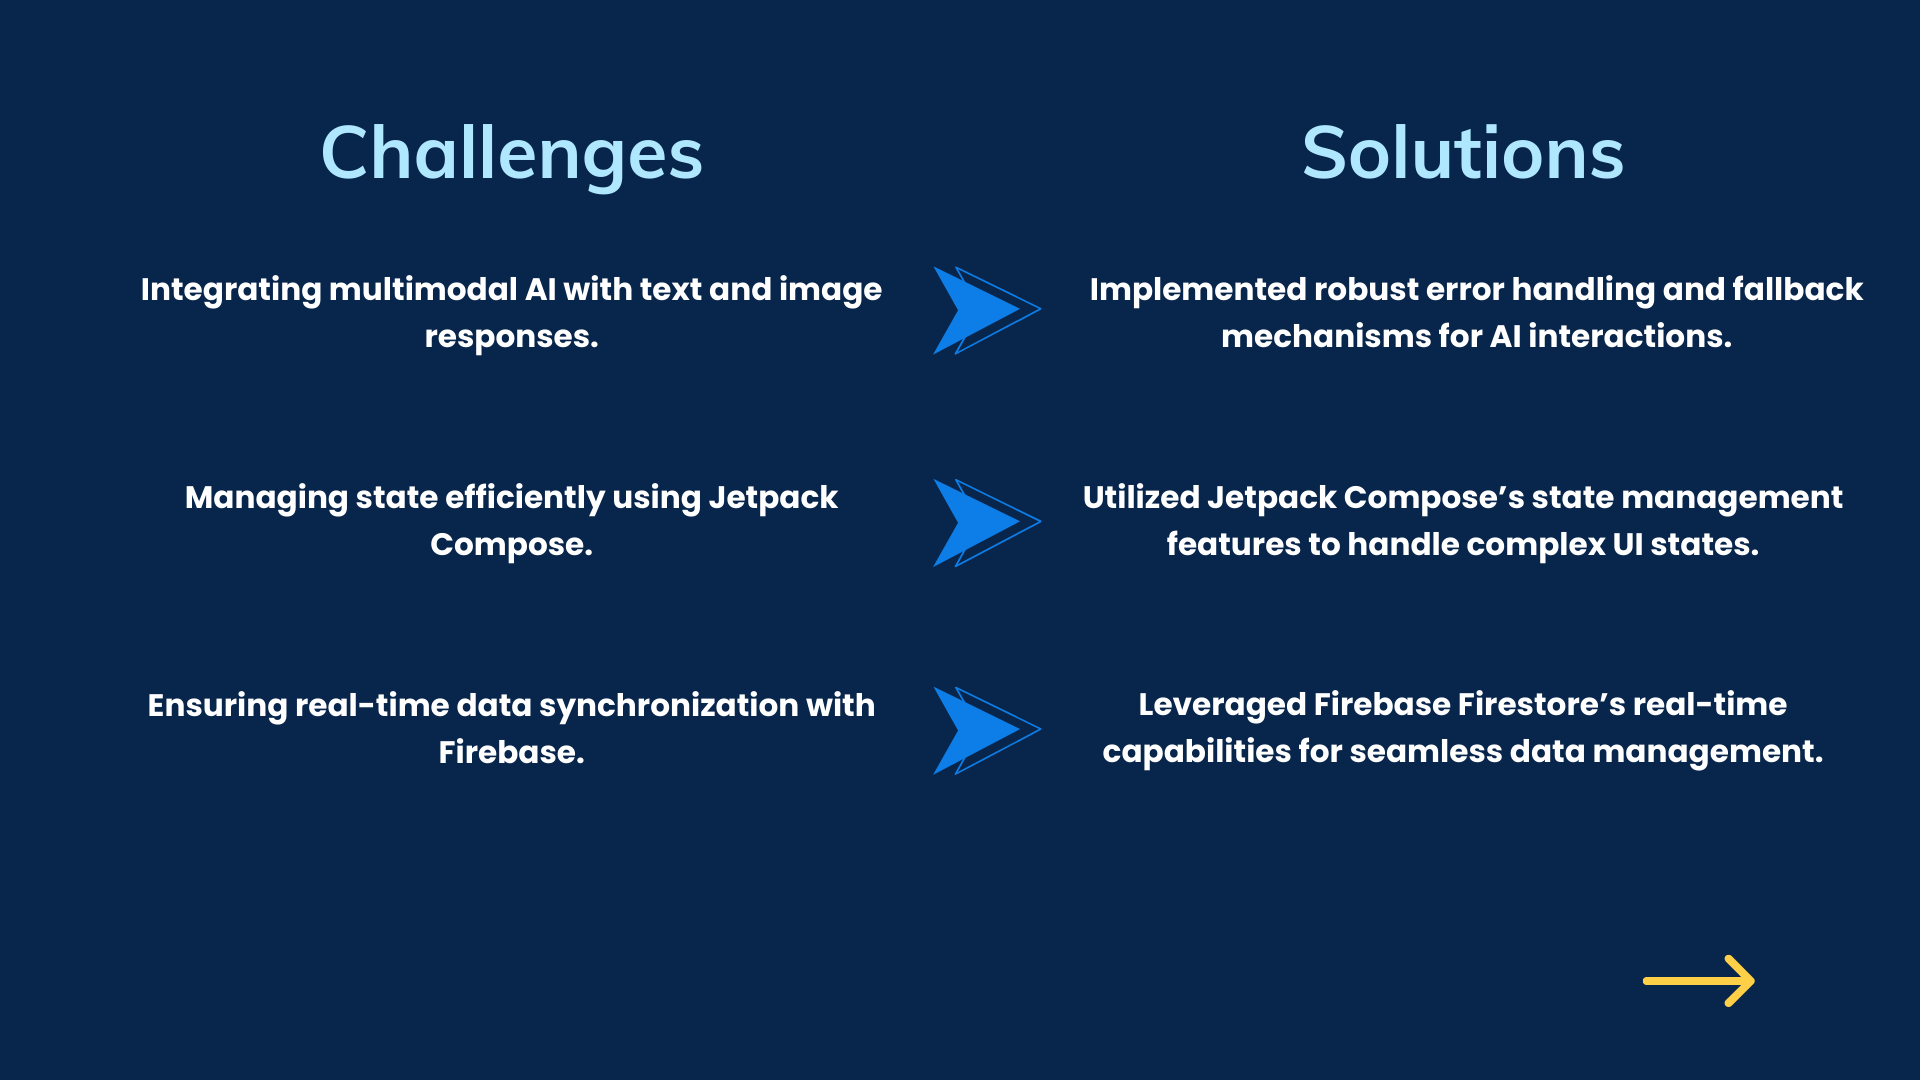 Challenges
Solutions
Integrating multimodal AI with text and image
responses.
Implemented robust error handling and fallback
mechanisms for AI interactions.
Managing state efficiently using Jetpack
Compose.
Utilized Jetpack Compose’s state management
features to handle complex UI states.
Ensuring real-time data synchronization with
Firebase.
Leveraged Firebase Firestore’s real-time
capabilities for seamless data management.